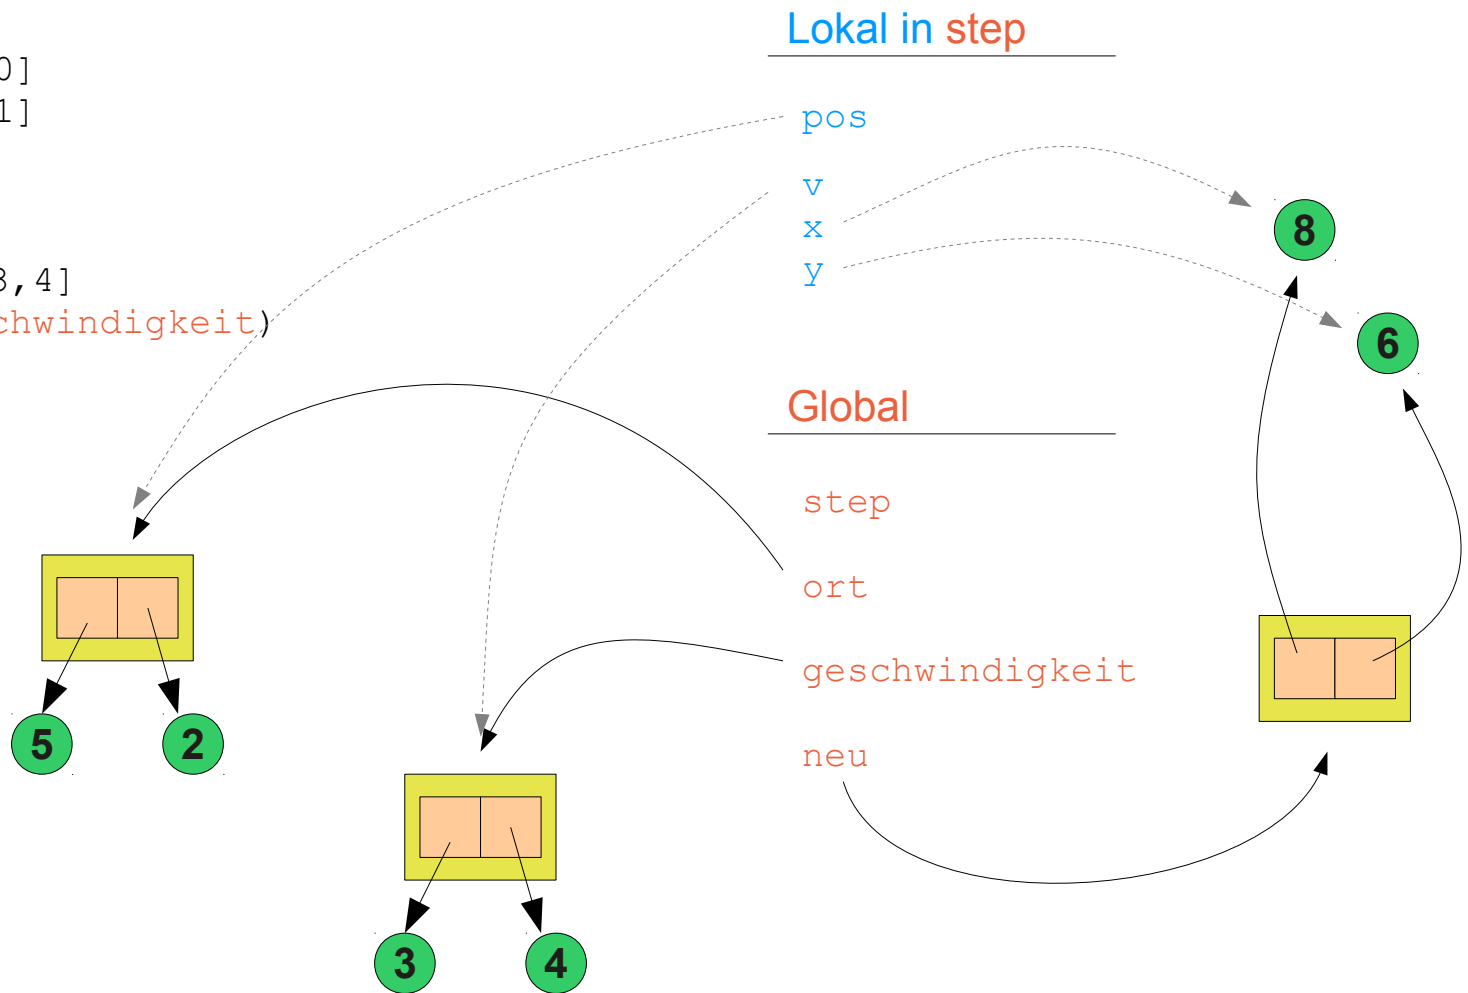 Lokal in step
0]
1]
pos
v
x
y
8
3,4]
chwindigkeit)
6
Global
step
ort
geschwindigkeit
neu
5 2
3 4